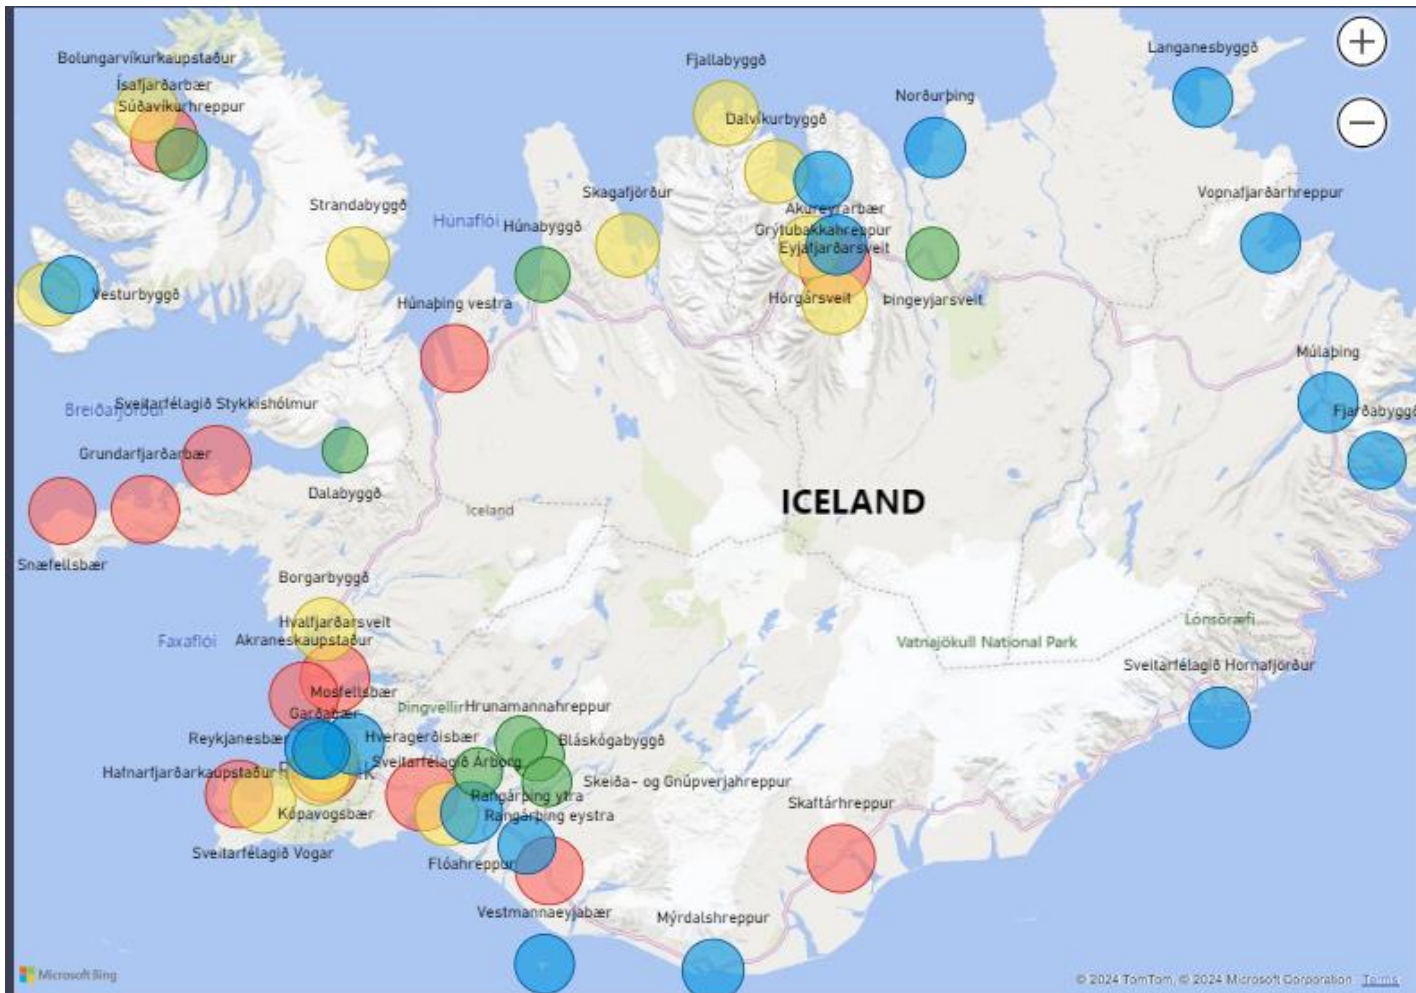 Bolungarvíkurkaupstaður
Ísafjarðarbær
Súðavíkurhreppur
Fjallabyggð
Langanesbyggð
+
−
Norðurþing
Dalvíkurbyggð
Skagafjörður
Vopnafjarðarhreppur
Strandabyggð
Húnaflói
Húnabyggð
Akureyrarbær
Grýtubakkahreppur
Eyjafjarðarsveit
Vesturbyggð
Húnaþing vestra
Hörgársveit
Þingeyjarsveit
Múlaþing
Sveitarfélagið Stykkishólmur
Breiðafjörður
Fjarðabyggð
Grundarfjarðarbær
Dalabyggð
Iceland
ICELAND
Snæfellsbær
Borgarbyggð
Hvalfjarðarsveit
Akraneskaupstaður
Faxaflói
Lónsöræfi
Vatnajökull National Park
Sveitarfélagið Hornafjörður
Mosfellsbær
Þingvellir
Hrunamannahreppur
Garðabær
Reykjanesbær
Hveragerðisbær
Bláskógabyggð
Sveitarfélagið Árborg
Hafnarfjarðarkaupstaður
Skeiða- og Gnúpverjahreppur
Rangárþing ytra
Skaftárhreppur
Kópavogsbær
Rangárþing eystra
Sveitarfélagið Vogar
Flóahreppur
Vestmannaeyjabær
Mýrdalshreppur
Microsoft Bing
© 2024 TomTom, © 2024 Microsoft Corporation Terms